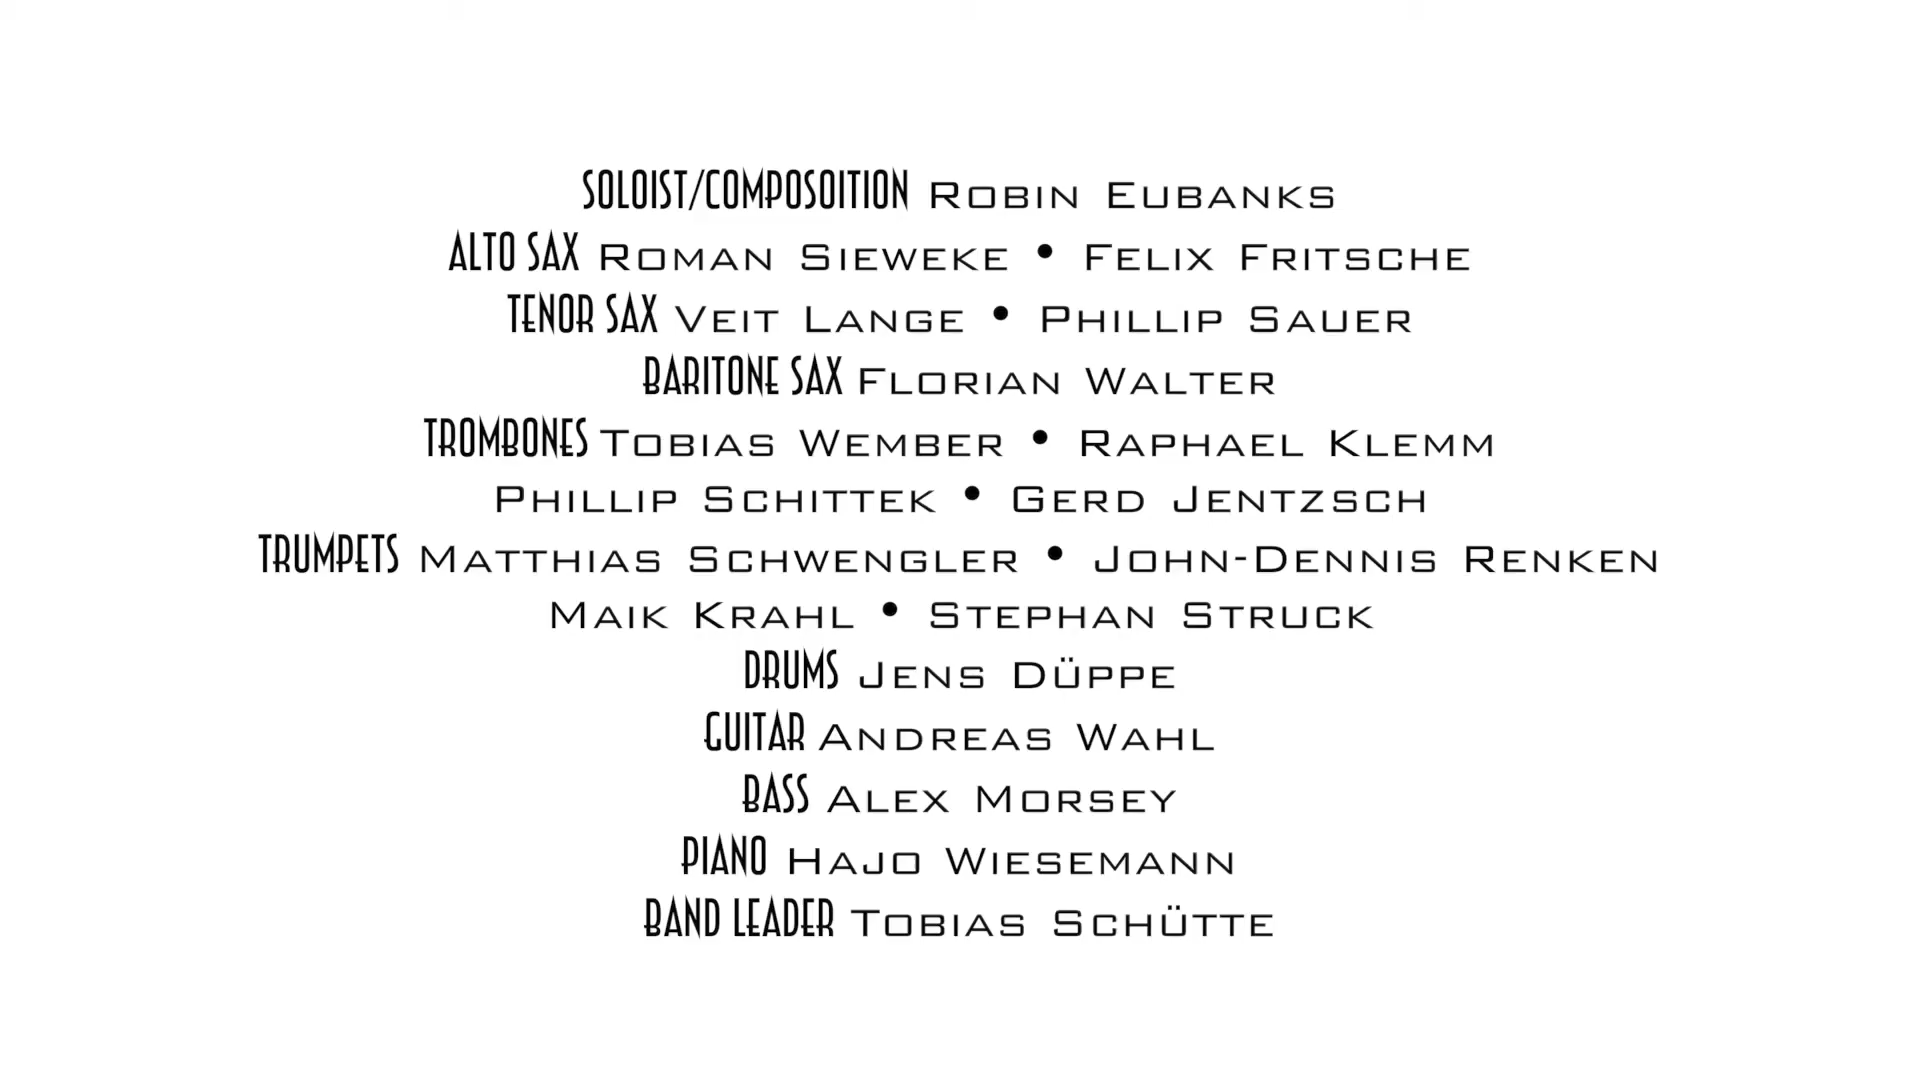 SOLOIST/COMPOSOITION ROBIN EUBANKS
ALTO SAX ROMAN SIEWEKE • FELIX FRITSCHE
TENOR SAX VEIT LANGE • PHILLIP SAUER
BARITONE SAX FLORIAN WALTER
TROMBONES TOBIAS WEMBER • RAPHAEL KLEMM
PHILLIP SCHITTEK • GERD JENTZSCH
TRUMPETS MATTHIAS SCHWENGLER • JOHN-DENNIS RENKEN
MAIK KRAHL • STEPHAN STRUCK
DRUMS JENS DÜPPE
GUITAR ANDREAS WAHL
BASS ALEX MORSEY
PIANO HAJO WIESEMANN
BAND LEADER TOBIAS SCHÜTTE